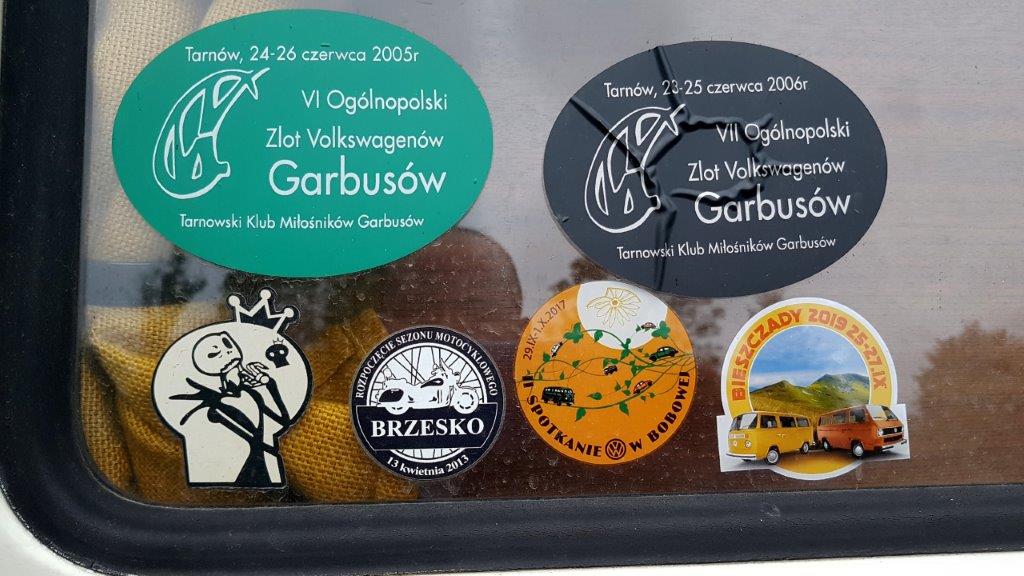 Tarnów, 24-26 czerwca 2005r
VI Ogólnopolski
Zlot Volkswagenów
Garbusów
Tarnowski Klub Miłośników Garbusów
Tarnów, 23-25 czerwca 2006r
VII Ogólnopolski
Zlot Volkswagenów
Garbusów
Tarnowski Klub Miłośników Garbusów
ROZPOCZĘCIE SEZONU MOTOCYKLOWEGO
BRZESKO
13 kwietnia 2013
29.IX-1.X.2017
II SPOTKANIE VW W BOBOWEJ
BIESZCZADY 2019 25-27.IX